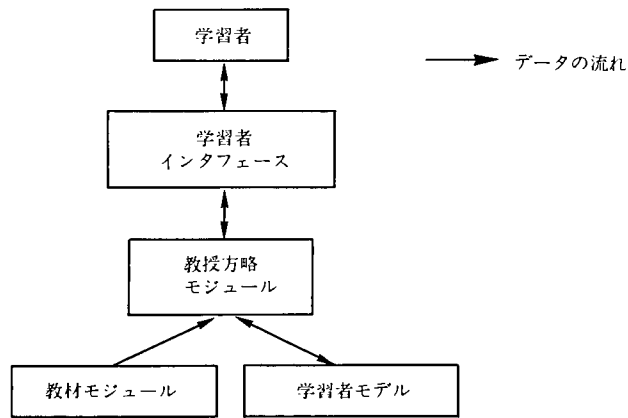 学習者
データの流れ
学習者
インタフェース
教授方略
モジュール
教材モジュール
学習者モデル